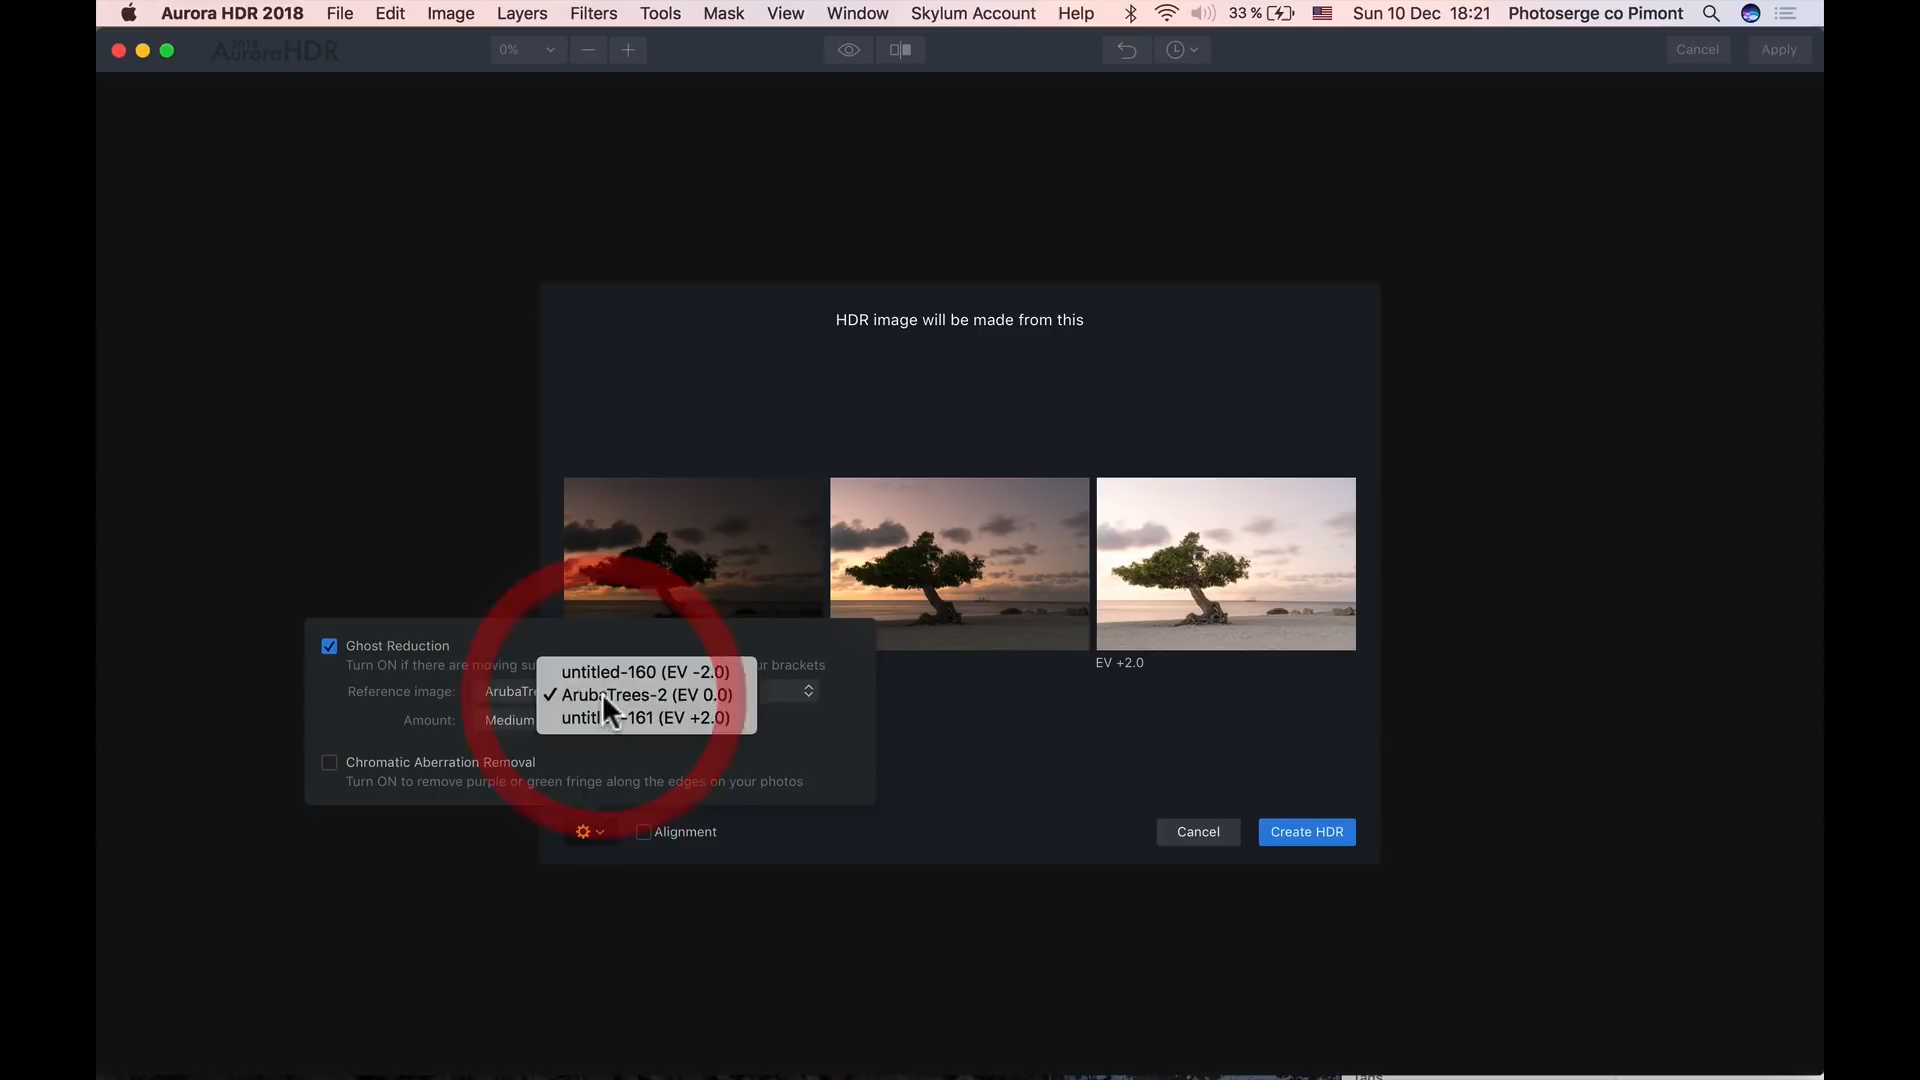 Aurora HDR 2018 File Edit Image Layers Filters Tools Mask View Window Skylum Account Help 33 % Sun 10 Dec 18:21 Photoserge co Pimont
2018
AuroraHDR 0% Cancel Apply
HDR image will be made from this
EV +2.0
Ghost Reduction
Turn ON if there are moving su
ur brackets
Reference image: ArubaTre
Amount: Medium
untitled-160 (EV -2.0)
✓ ArubaTrees-2 (EV 0.0)
-161 (EV +2.0)
Chromatic Aberration Removal
Turn ON to remove purple or green fringe along the edges on your photos
Alignment Cancel Create HDR